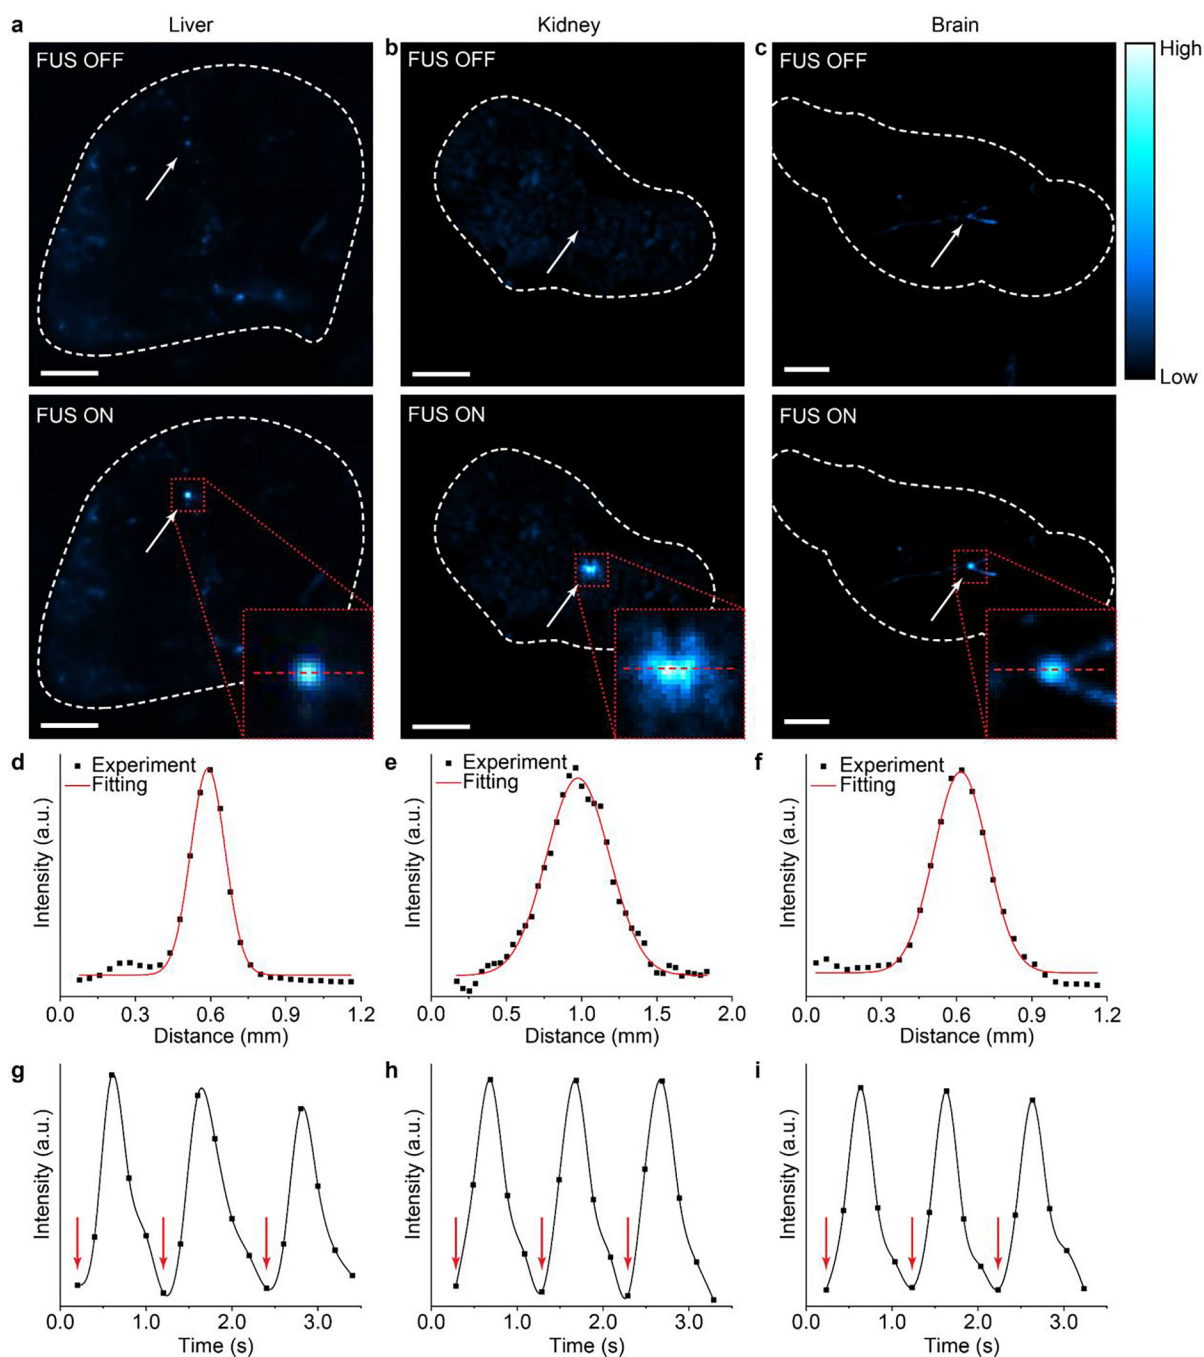 a Liver
b Kidney
c Brain
FUS OFF
FUS OFF
FUS OFF
High
Low
FUS ON
FUS ON
FUS ON
d
Experiment
Fitting
Intensity (a.u.)
0.0 0.3 0.6 0.9 1.2
Distance (mm)
e
Experiment
Fitting
Intensity (a.u.)
0.0 0.5 1.0 1.5 2.0
Distance (mm)
f
Experiment
Fitting
Intensity (a.u.)
0.0 0.3 0.6 0.9 1.2
Distance (mm)
g
Intensity (a.u.)
0.0 1.0 2.0 3.0
Time (s)
h
Intensity (a.u.)
0.0 1.0 2.0 3.0
Time (s)
i
Intensity (a.u.)
0.0 1.0 2.0 3.0
Time (s)